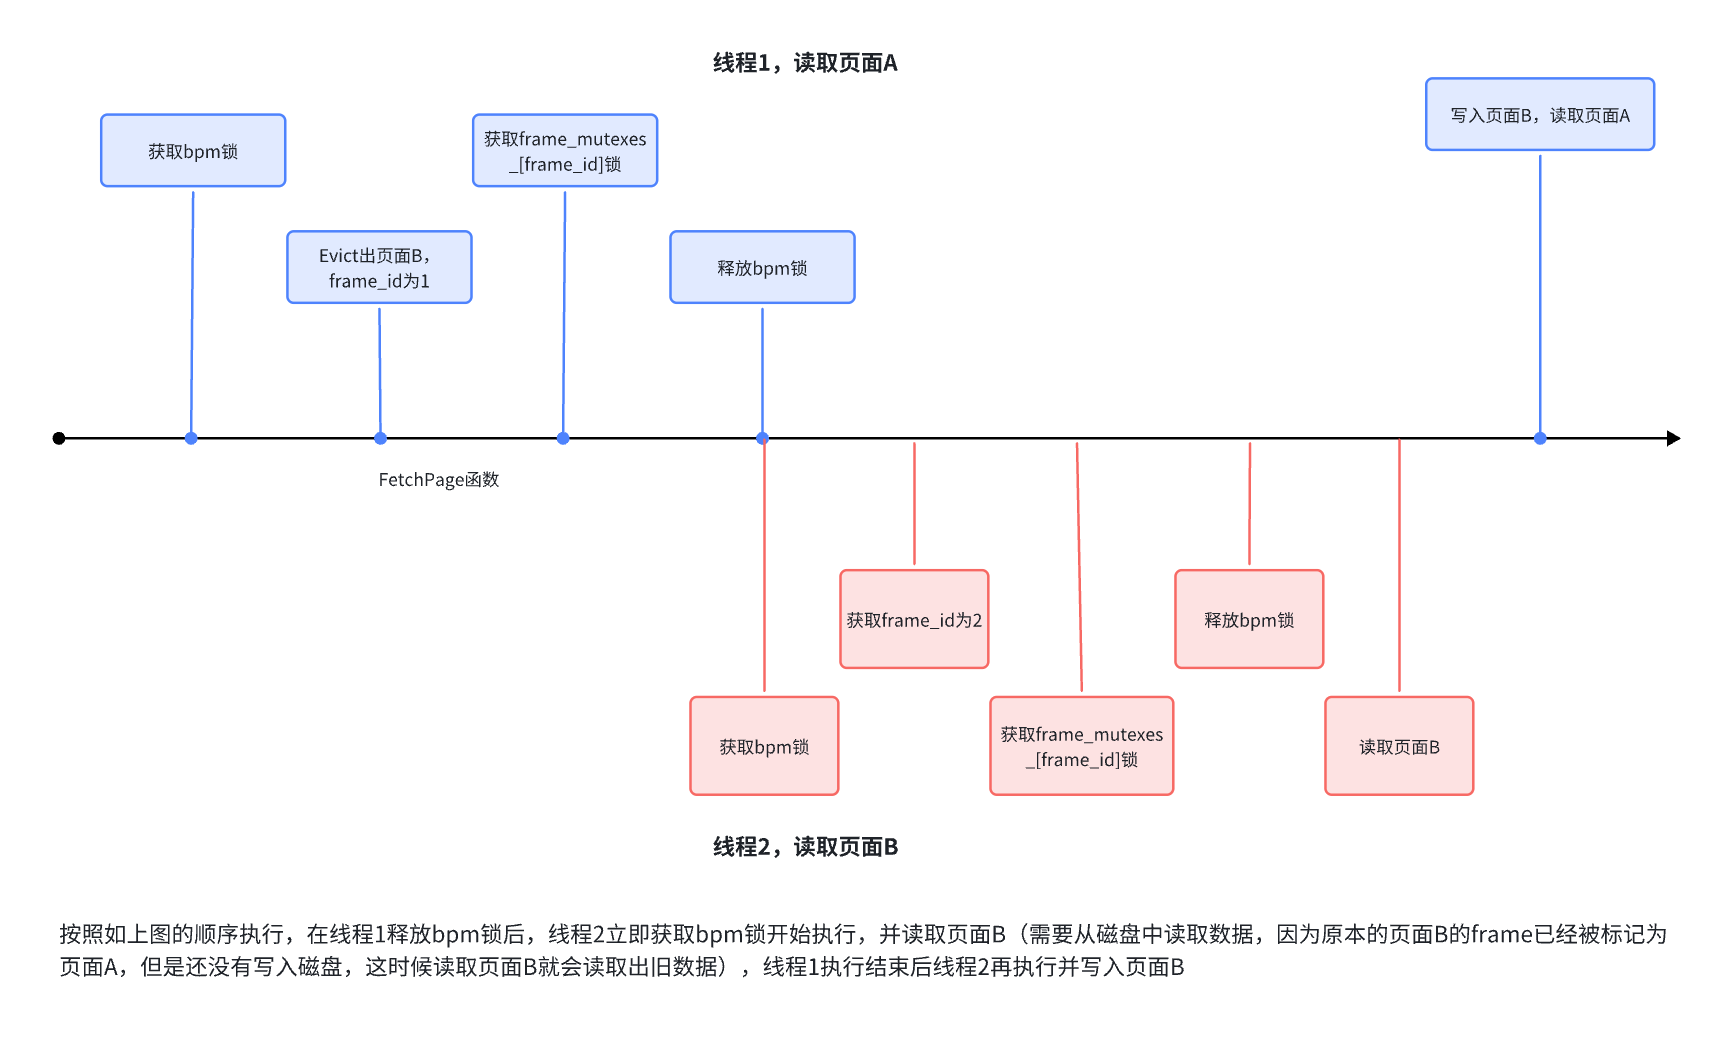 线程1，读取页面A
写入页面B，读取页面A
获取bpm锁
获取frame_mutexes
_[frame_id]锁
Evict出页面B，
frame_id为1
释放bpm锁
FetchPage函数
获取frame_id为2
释放bpm锁
获取bpm锁
获取frame_mutexes
_[frame_id]锁
读取页面B
线程2，读取页面B
按照如上图的顺序执行，在线程1释放bpm锁后，线程2立即获取bpm锁开始执行，并读取页面B（需要从磁盘中读取数据，因为原本的页面B的frame已经被标记为
页面A，但是还没有写入磁盘，这时候读取页面B就会读取出旧数据），线程1执行结束后线程2再执行并写入页面B